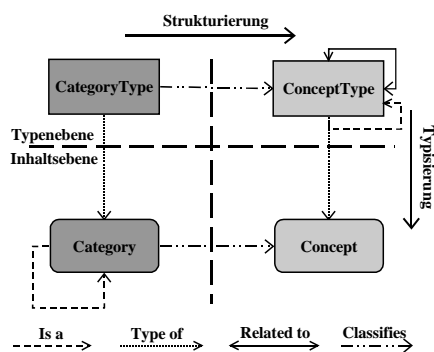 Strukturierung
CategoryType
ConceptType
Typenebene
Inhaltsebene
Typisierung
Category
Concept
Is a
Type of
Related to
Classifies